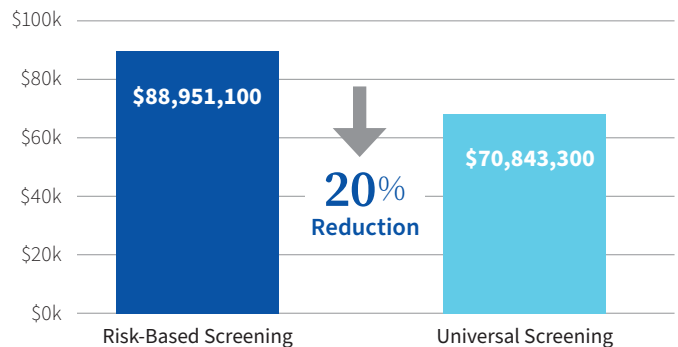 $100k
$80k
$60k
$40k
$20k
$0k
$88,951,100
20%
Reduction
$70,843,300
Risk-Based Screening
Universal Screening